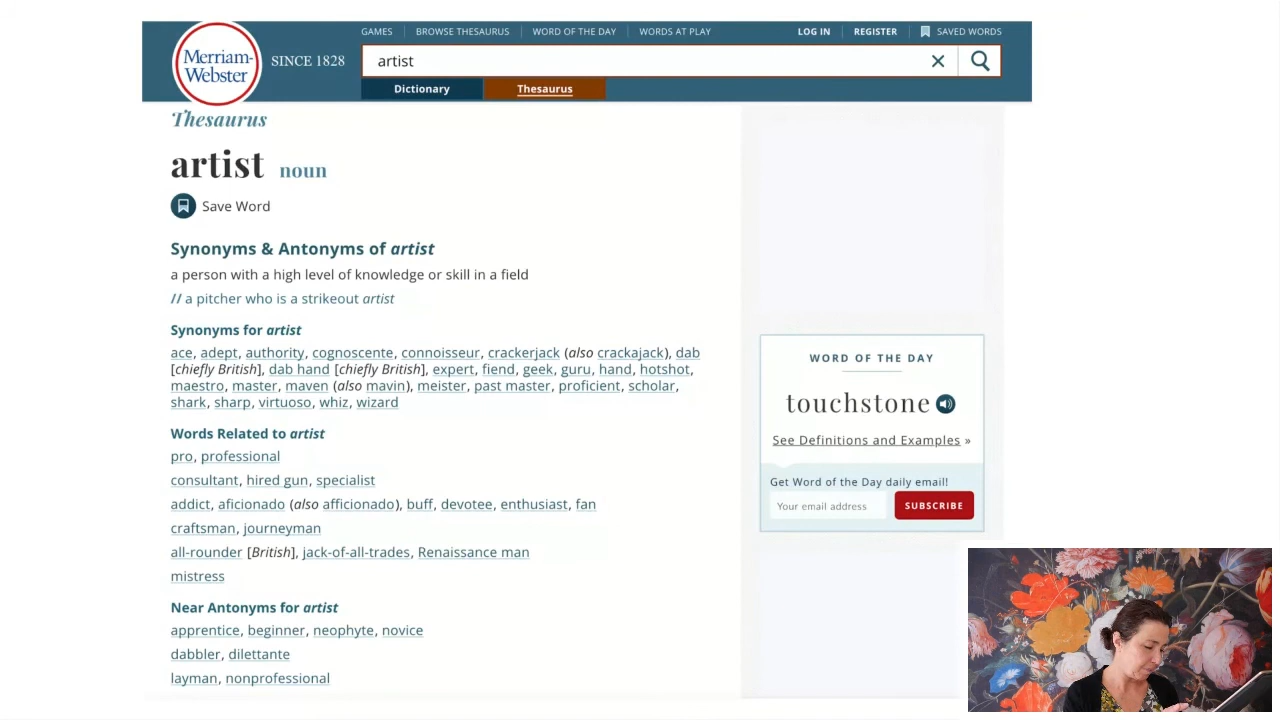 GAMES BROWSE THESAURUS WORD OF THE DAY WORDS AT PLAY LOG IN REGISTER SAVED WORDS
Merriam-
Webster
SINCE 1828
artist
Dictionary Thesaurus
Thesaurus
artist noun
Save Word
Synonyms & Antonyms of artist
a person with a high level of knowledge or skill in a field
// a pitcher who is a strikeout artist
Synonyms for artist
ace, adept, authority, cognoscente, connoisseur, crackerjack (also crackajack), dab
[chiefly British], dab hand [chiefly British], expert, fiend, geek, guru, hand, hotshot,
maestro, master, maven (also mavin), meister, past master, proficient, scholar,
shark, sharp, virtuoso, whiz, wizard
Words Related to artist
pro, professional
consultant, hired gun, specialist
addict, aficionado (also afficionado), buff, devotee, enthusiast, fan
craftsman, journeyman
all-rounder [British], jack-of-all-trades, Renaissance man
mistress
Near Antonyms for artist
apprentice, beginner, neophyte, novice
dabbler, dilettante
layman, nonprofessional
WORD OF THE DAY
touchstone
See Definitions and Examples »
Get Word of the Day daily email!
Your email address SUBSCRIBE